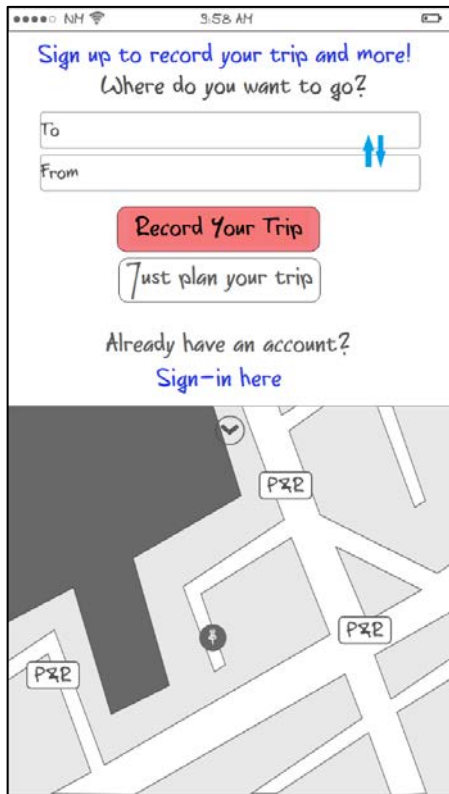 NM 9:58 AM
Sign up to record your trip and more!
Where do you want to go?
To
From
Record Your Trip
Just plan your trip
Already have an account?
Sign-in here
P&R
P&R
P&R